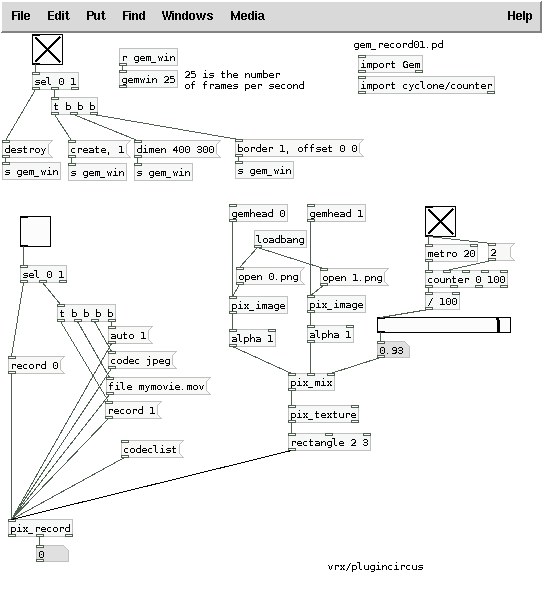 File Edit Put Find Windows Media Help
gem_record01.pd
r gem_win
import Gem
sel 0 1
gemwin 25
25 is the number
of frames per second
import cyclone/counter
t b b b
destroy
create, 1
dimen 400 300
border 1, offset 0 0
s gem_win
s gem_win
s gem_win
s gem_win
gemhead 0
gemhead 1
loadbang
metro 20
2
sel 0 1
open 0.png
open 1.png
counter 0 100
pix_image
pix_image
/ 100
t b b b b
auto 1
alpha 1
alpha 1
0.93
record 0
codec jpeg
file mymovie.mov
pix_mix
record 1
pix_texture
codeclist
rectangle 2 3
pix_record
0
vrx/plugincircus